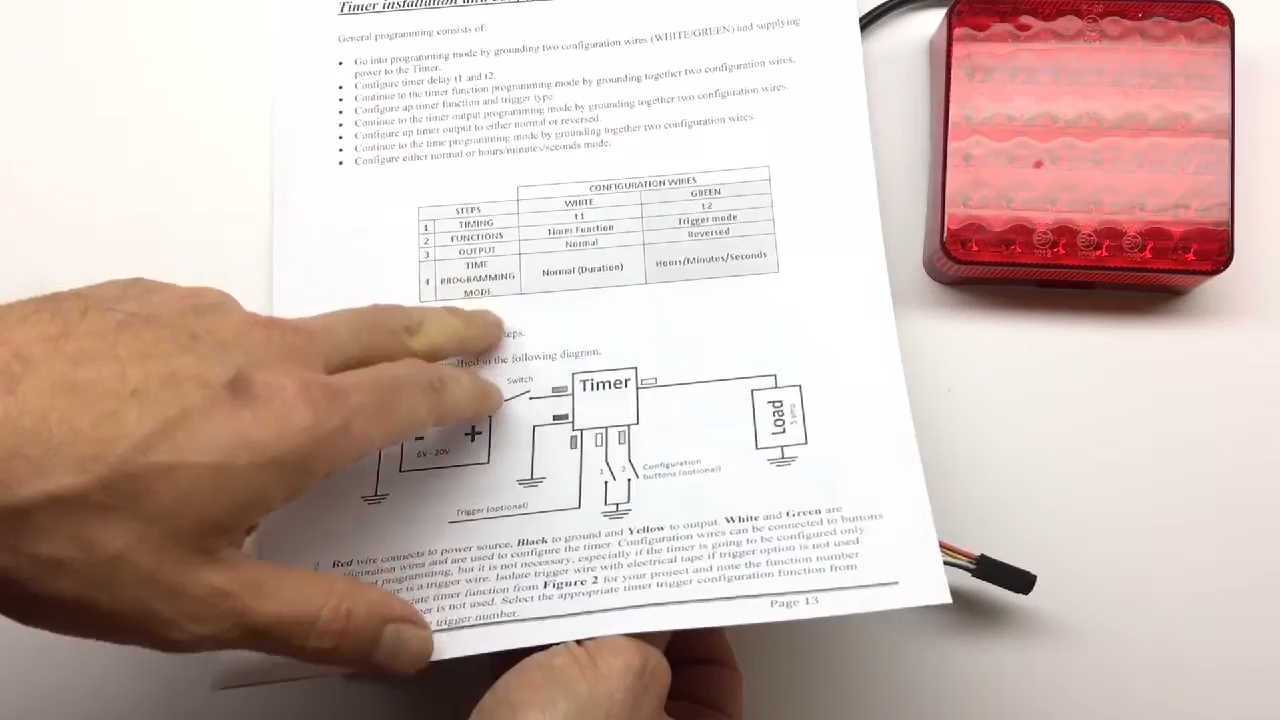 Timer installation and
General programming consists of:
• Go into programming mode by grounding two configuration wires (WHITE/GREEN) and supplying
power to the Timer.
• Configure timer delay t1 and t2.
• Continue to the timer function programming mode by grounding together two configuration wires.
• Configure up timer function and trigger type.
• Continue to the timer output programming mode by grounding together two configuration wires.
• Configure up timer output to either normal or reversed.
• Continue to the time programming mode by grounding together two configuration wires.
• Configure either normal or hours/minutes/seconds mode.
CONFIGURATION WIRES
STEPS WHITE GREEN
1 TIMING t1 t2
2 FUNCTIONS Timer Function Trigger mode
3 OUTPUT Normal Reversed
4 TIME PROGRAMMING MODE Normal (Duration) Hours/Minutes/Seconds
in the following diagram.
Switch
Timer
Load
5 amp
- +
6V - 20V
1 2
Configuration
buttons (optional)
Trigger (optional)
Red wire connects to power source, Black to ground and Yellow to output. White and Green are
wires and are used to configure the timer. Configuration wires can be connected to buttons
programming, but it is not necessary, especially if the timer is going to be configured only
is a trigger wire. Isolate trigger wire with electrical tape if trigger option is not used.
timer function from Figure 2 for your project and note the function number.
is not used. Select the appropriate timer trigger configuration function from
trigger number.
Page 13